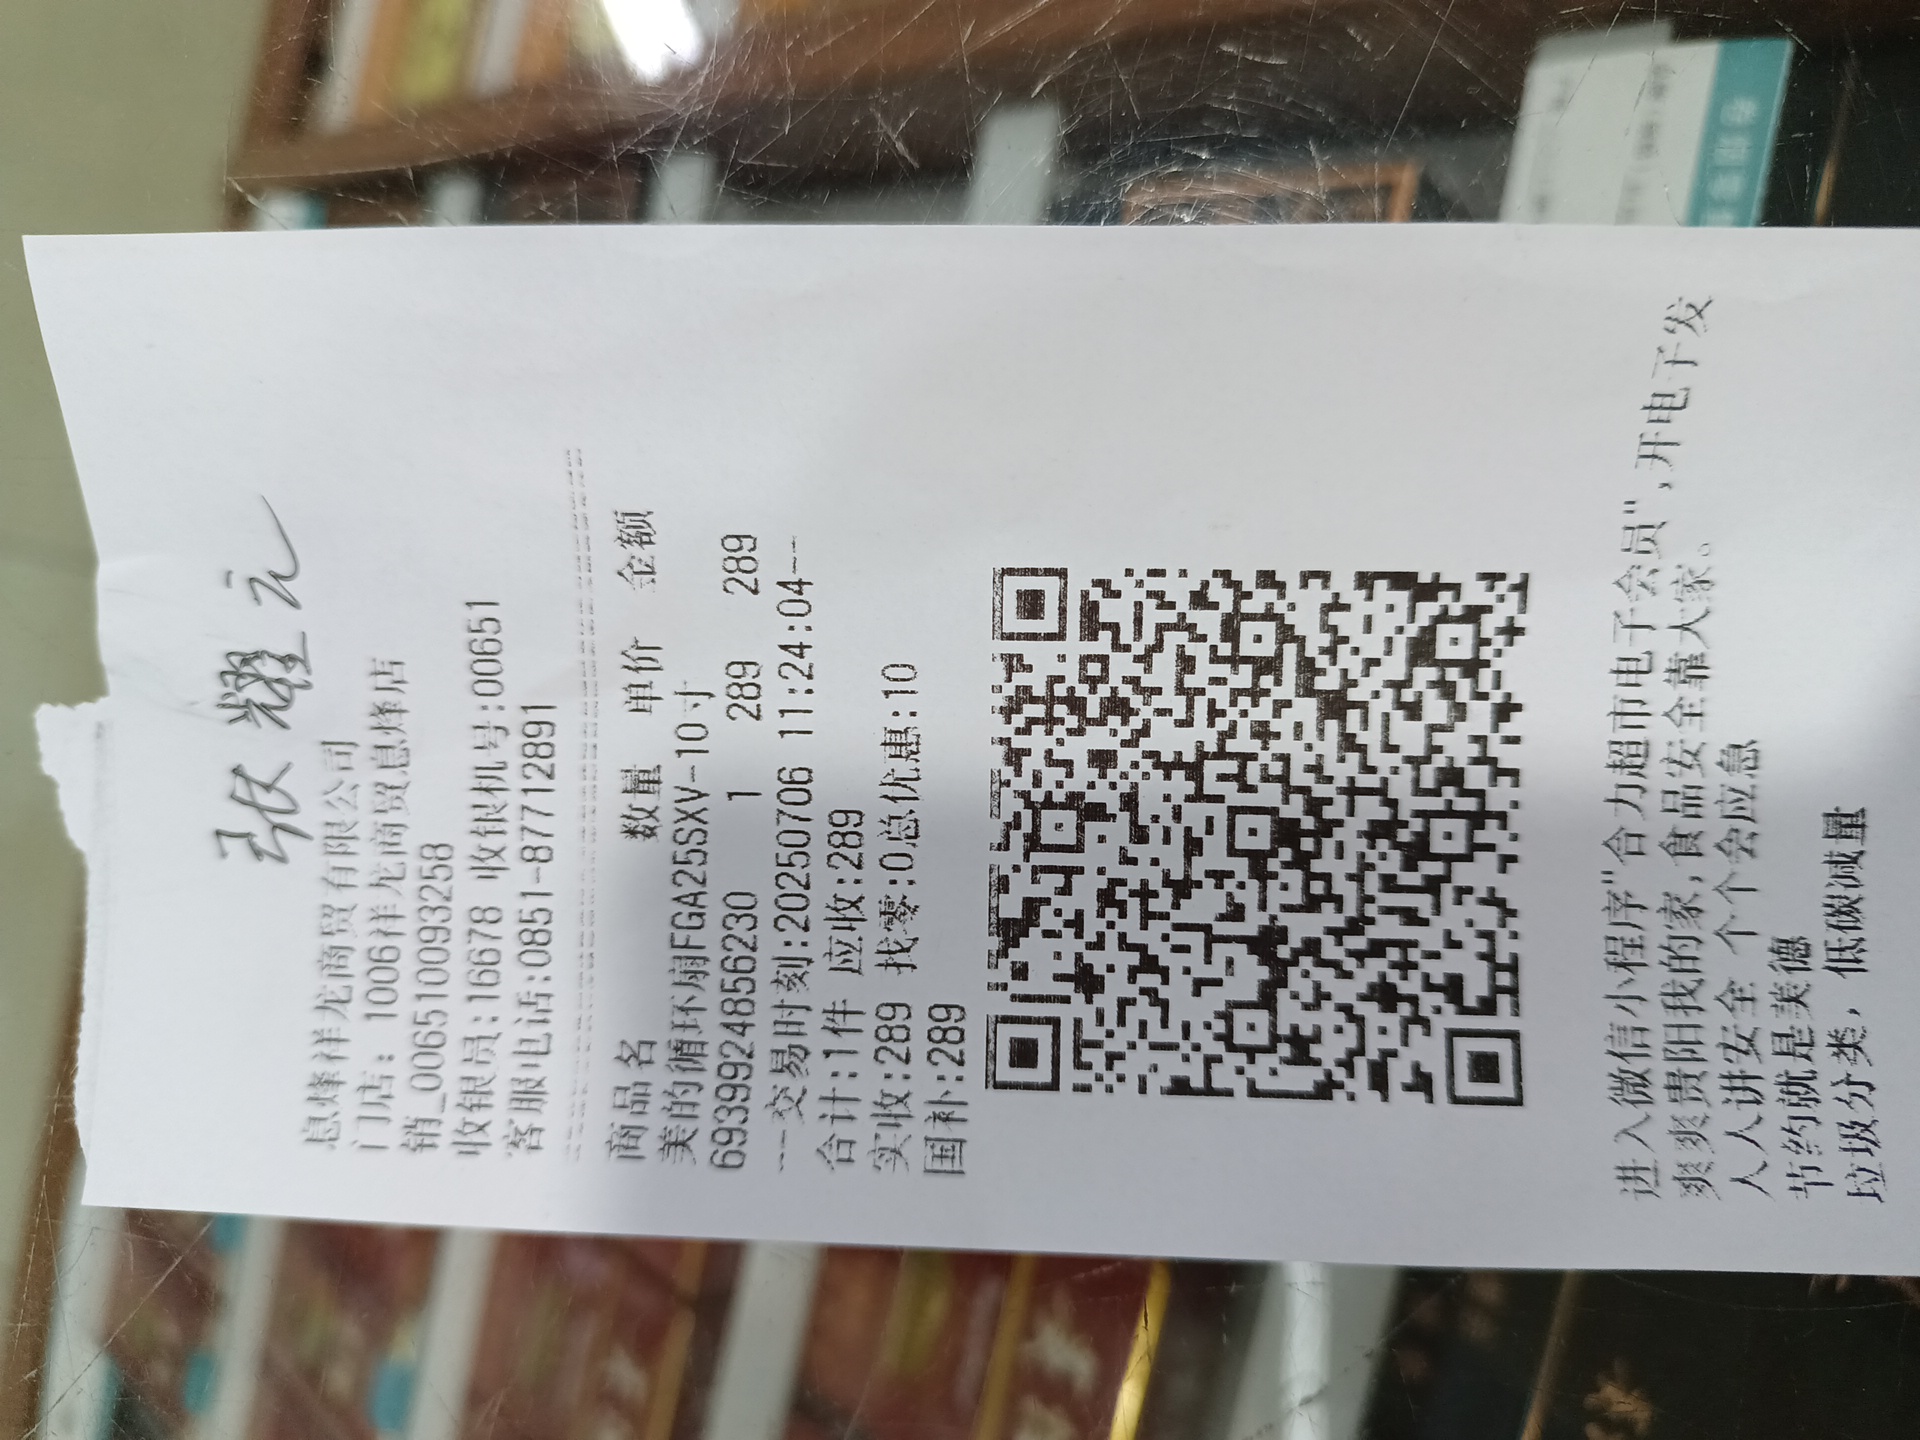 张耀元
息烽祥龙商贸有限公司
门店: 1006祥龙商贸息烽店
销_006510093258
收银员:16678 收银机号:00651
客服电话:0851-87712891
商品名 数量 单价 金额
美的循环扇FGA25SXV-10寸
6939924856230 1 289 289
---交易时刻:20250706 11:24:04---
合计:1件 应收:289
实收:289 找零:0总优惠:10
国补:289
进入微信小程序"合力超市电子会员",开电子发
爽爽贵阳我的家,食品安全靠大家。
人人讲安全 个个会应急
节约就是美德
垃圾分类, 低碳减量